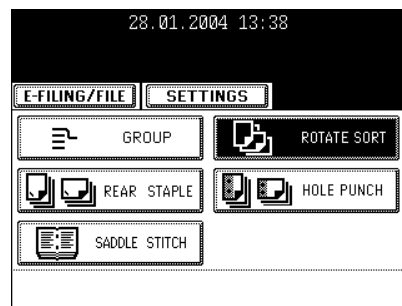 28.01.2004 13:38
E-FILING/FILE SETTINGS
GROUP ROTATE SORT
REAR STAPLE HOLE PUNCH
SADDLE STITCH